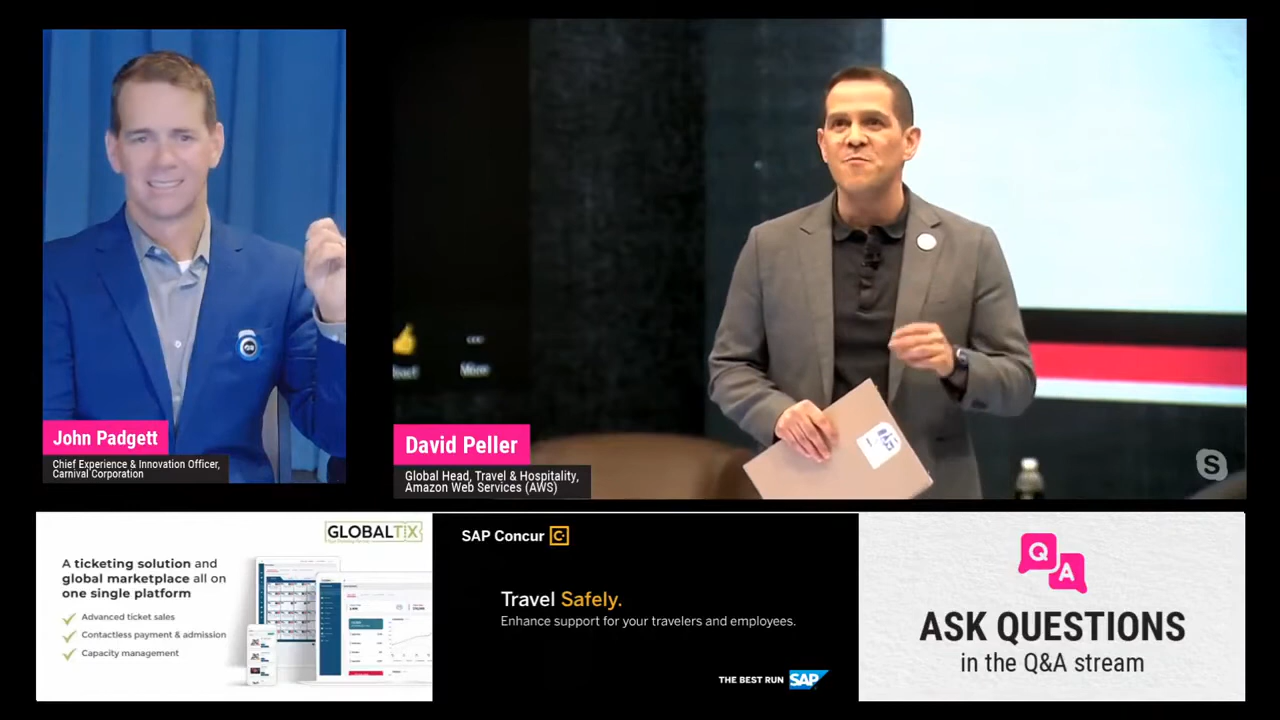 John Padgett
Chief Experience & Innovation Officer,
Carnival Corporation
More
David Peller
Global Head, Travel & Hospitality,
Amazon Web Services (AWS)
S
GLOBALTIX
A ticketing solution and
global marketplace all on
one single platform
Advanced ticket sales
Contactless payment & admission
Capacity management
SAP Concur C
Travel Safely.
Enhance support for your travelers and employees.
THE BEST RUN SAP
Q
A
ASK QUESTIONS
in the Q&A stream